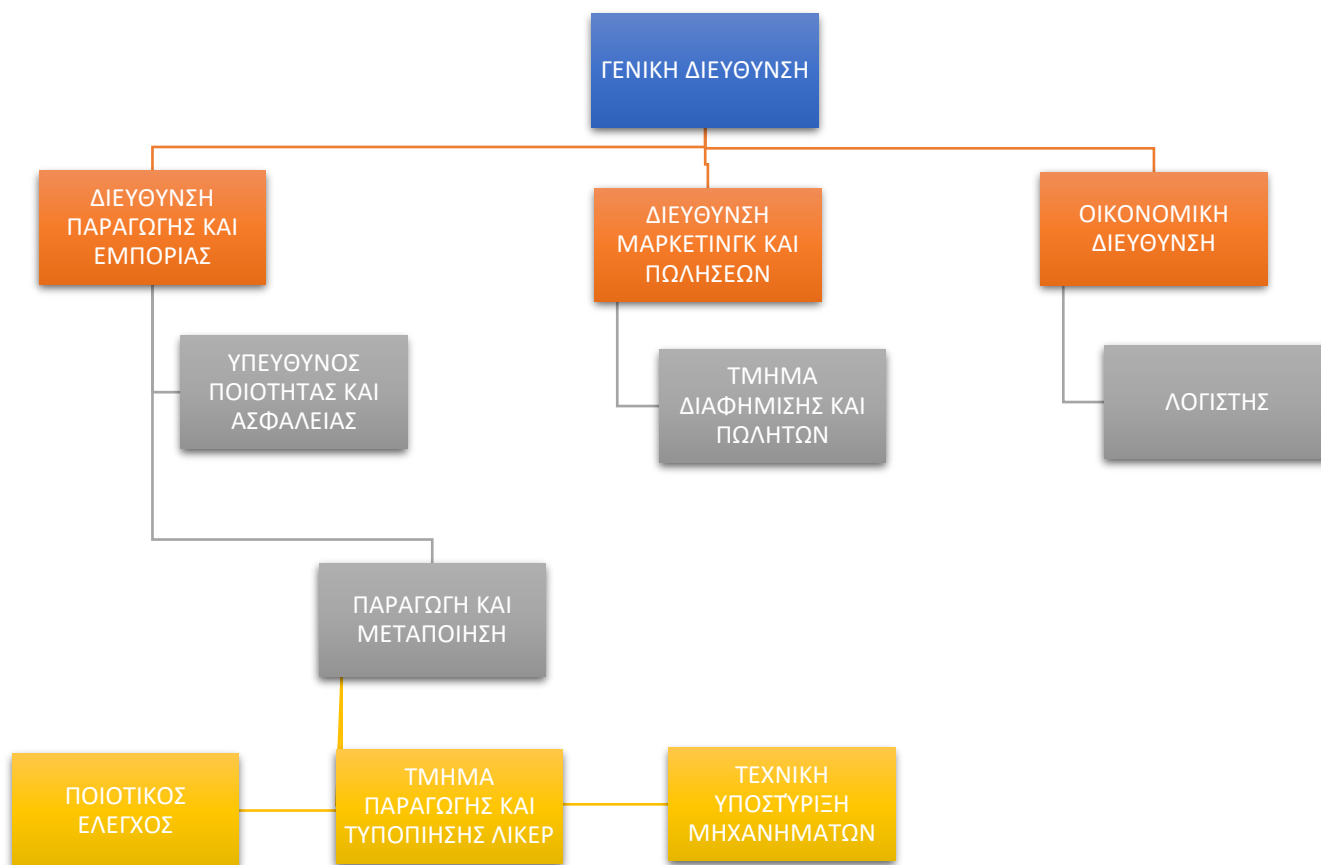 ΓΕΝΙΚΗ ΔΙΕΥΘΥΝΣΗ
ΔΙΕΥΘΥΝΣΗ
ΠΑΡΑΓΩΓΗΣ ΚΑΙ
ΕΜΠΟΡΙΑΣ
ΔΙΕΥΘΥΝΣΗ
ΜΑΡΚΕΤΙΝΓΚ ΚΑΙ
ΠΩΛΗΣΕΩΝ
ΟΙΚΟΝΟΜΙΚΗ
ΔΙΕΥΘΥΝΣΗ
ΥΠΕΥΘΥΝΟΣ
ΠΟΙΟΤΗΤΑΣ ΚΑΙ
ΑΣΦΑΛΕΙΑΣ
ΤΜΗΜΑ
ΔΙΑΦΗΜΙΣΗΣ ΚΑΙ
ΠΩΛΗΤΩΝ
ΛΟΓΙΣΤΗΣ
ΠΑΡΑΓΩΓΗ ΚΑΙ
ΜΕΤΑΠΟΙΗΣΗ
ΠΟΙΟΤΙΚΟΣ
ΕΛΕΓΧΟΣ
ΤΜΗΜΑ
ΠΑΡΑΓΩΓΗΣ ΚΑΙ
ΤΥΠΟΠΙΗΣΗΣ ΛΙΚΕΡ
ΤΕΧΝΙΚΗ
ΥΠΟΣΤΎΡΙΞΗ
ΜΗΧΑΝΗΜΑΤΩΝ